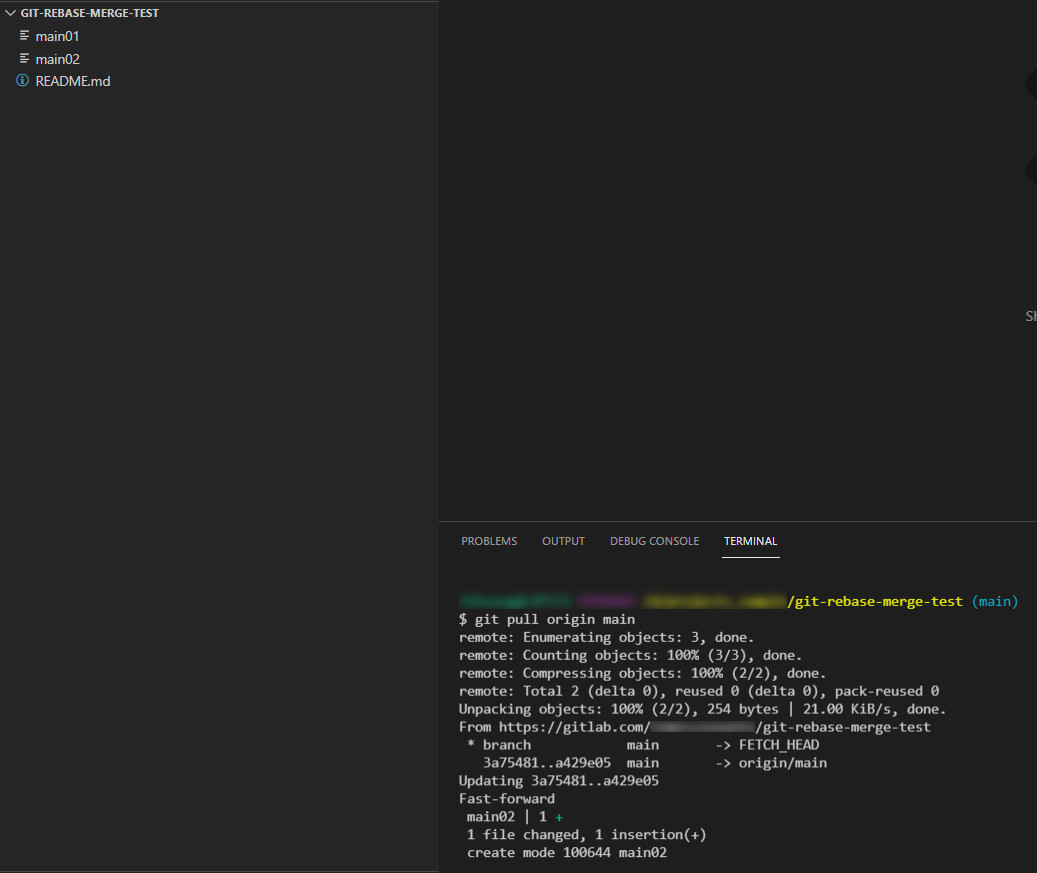 GIT-REBASE-MERGE-TEST
main01
main02
README.md
PROBLEMS OUTPUT DEBUG CONSOLE TERMINAL
/git-rebase-merge-test (main)
$ git pull origin main
remote: Enumerating objects: 3, done.
remote: Counting objects: 100% (3/3), done.
remote: Compressing objects: 100% (2/2), done.
remote: Total 2 (delta 0), reused 0 (delta 0), pack-reused 0
Unpacking objects: 100% (2/2), 254 bytes | 21.00 KiB/s, done.
From https://gitlab.com/ /git-rebase-merge-test
* branch main -> FETCH_HEAD
3a75481..a429e05 main -> origin/main
Updating 3a75481..a429e05
Fast-forward
main02 | 1 +
1 file changed, 1 insertion(+)
create mode 100644 main02